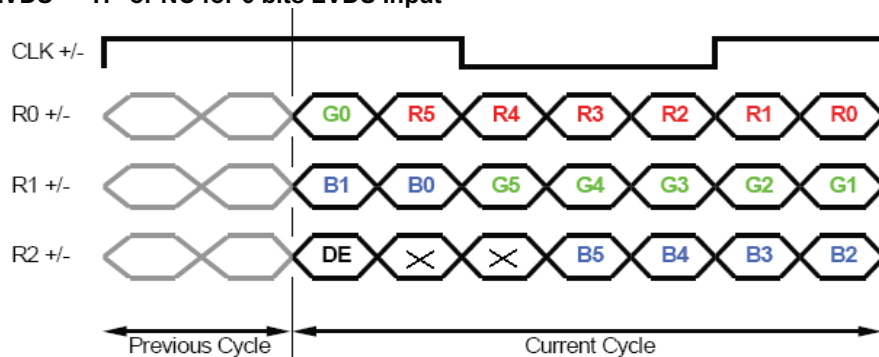 CLK +/-
R0 +/- G0 R5 R4 R3 R2 R1 R0
R1 +/- B1 B0 G5 G4 G3 G2 G1
R2 +/- DE B5 B4 B3 B2
Previous Cycle Current Cycle